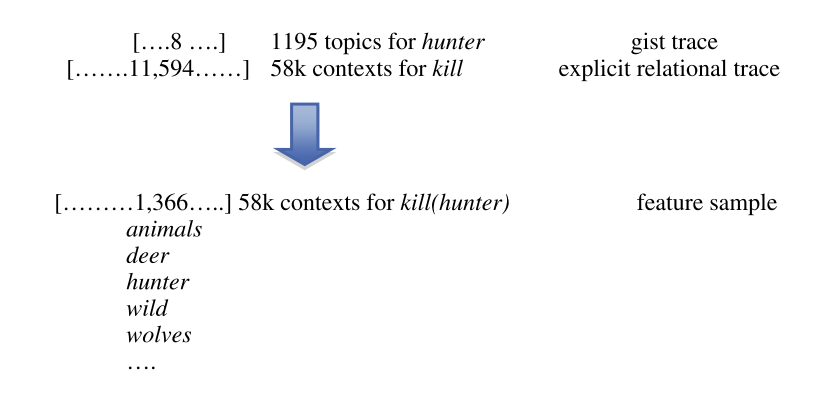 [….8 ….] 1195 topics for hunter gist trace
[…….11,594……] 58k contexts for kill explicit relational trace
[………1,366…..] 58k contexts for kill(hunter) feature sample
animals
deer
hunter
wild
wolves
….